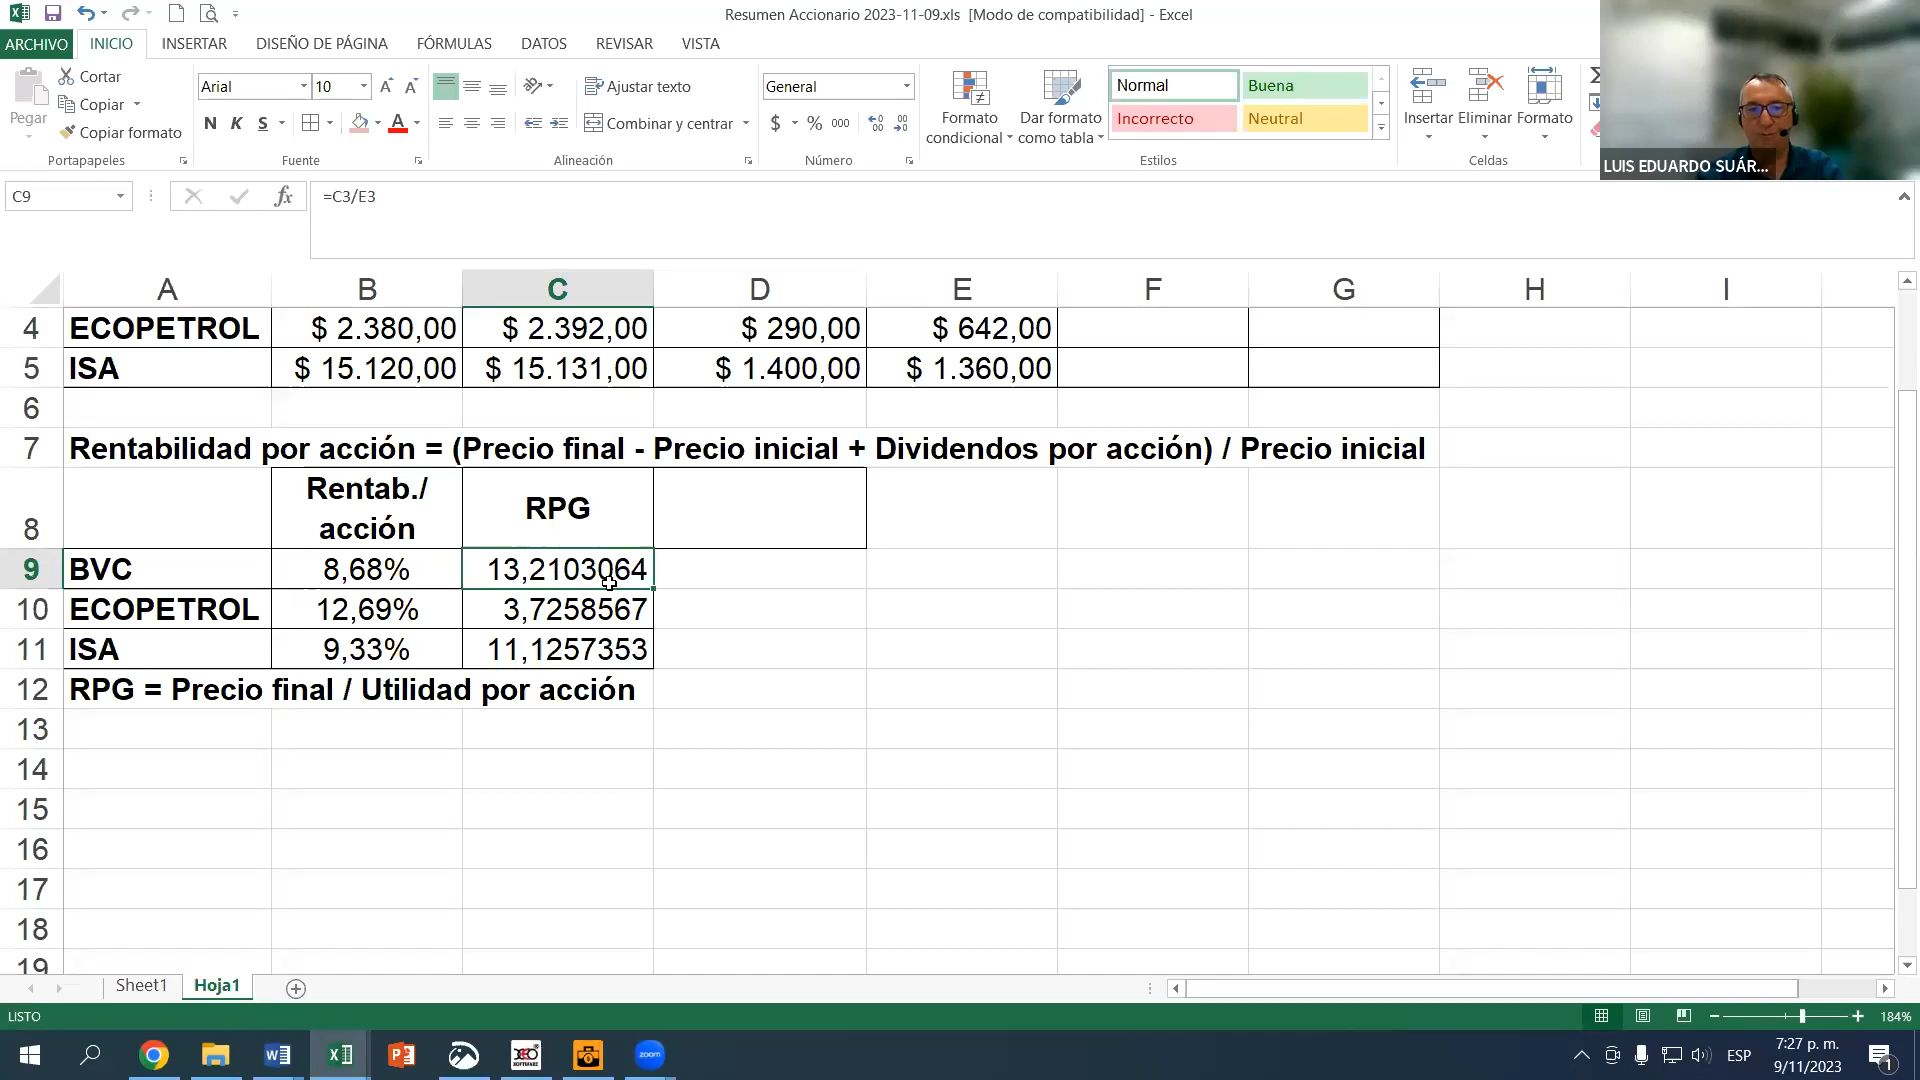 Resumen Accionario 2023-11-09.xls [Modo de compatibilidad] - Excel
ARCHIVO INICIO INSERTAR DISEÑO DE PÁGINA FÓRMULAS DATOS REVISAR VISTA
Pegar
Cortar
Copiar
Copiar formato
Portapapeles
Arial 10
N K S
Fuente
Ajustar texto
Combinar y centrar
Alineación
General
$ % 000
Número
Formato condicional
Dar formato como tabla
Normal Buena
Incorrecto Neutral
Estilos
Insertar Eliminar Formato
Celdas
LUIS EDUARDO SUÁR...
C9 fx =C3/E3
A B C D E F G H I
4 ECOPETROL $ 2.380,00 $ 2.392,00 $ 290,00 $ 642,00
5 ISA $ 15.120,00 $ 15.131,00 $ 1.400,00 $ 1.360,00
6
7 Rentabilidad por acción = (Precio final - Precio inicial + Dividendos por acción) / Precio inicial
8 Rentab./ acción RPG
9 BVC 8,68% 13,2103064
10 ECOPETROL 12,69% 3,7258567
11 ISA 9,33% 11,1257353
12 RPG = Precio final / Utilidad por acción
13
14
15
16
17
18
19
Sheet1 Hoja1
LISTO 184%
zoom
ESP
7:27 p. m.
9/11/2023
1